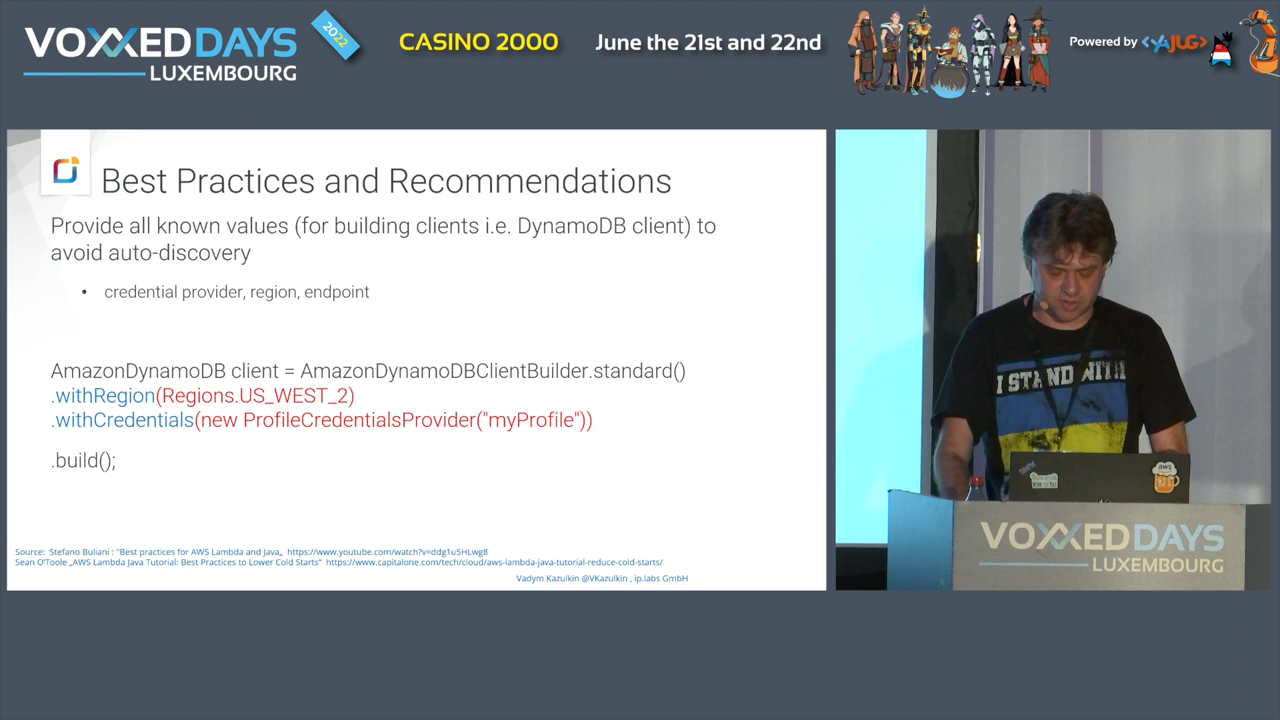 VOXXED DAYS
LUXEMBOURG
2022
CASINO 2000
June the 21st and 22nd
Powered by <YAJUG>
Best Practices and Recommendations
Provide all known values (for building clients i.e. DynamoDB client) to
avoid auto-discovery
• credential provider, region, endpoint
AmazonDynamoDB client = AmazonDynamoDBClientBuilder.standard()
.withRegion(Regions.US_WEST_2)
.withCredentials(new ProfileCredentialsProvider("myProfile"))
.build();
Source: Stefano Buliani : "Best practices for AWS Lambda and Java„ https://www.youtube.com/watch?v=ddg1u5HLwg8
Sean O'Toole „AWS Lambda Java Tutorial: Best Practices to Lower Cold Starts" https://www.capitalone.com/tech/cloud/aws-lambda-java-tutorial-reduce-cold-starts/
Vadym Kazulkin @VKazulkin , ip.labs GmbH
I STAND WITH
aws
VOXXED DAYS
LUXEMBOURG